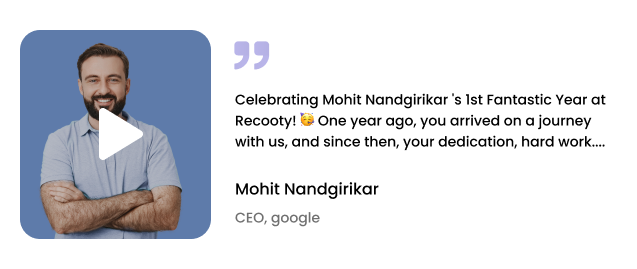 Celebrating Mohit Nandgirikar 's 1st Fantastic Year at
Recooty! 🥳 One year ago, you arrived on a journey
with us, and since then, your dedication, hard work....
Mohit Nandgirikar
CEO, google